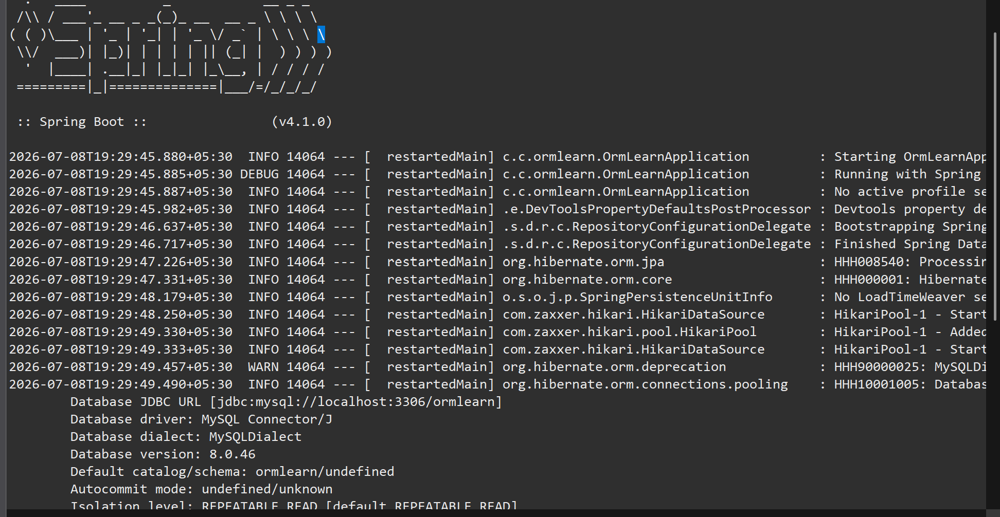 .   ____          _            __ _ _
 /\\ / ___'_ __ _ _(_)_ __  __ _ \ \ \ \
( ( )\___ | '_ | '_| | '_ \/ _` | \ \ \ \
 \\/  ___)| |_)| | | | | || (_| |  ) ) ) )
  '  |____| .__|_| |_|_| |_\__, | / / / /
 =========|_|==============|___/=/_/_/_/

 :: Spring Boot ::                (v4.1.0)

2026-07-08T19:29:45.880+05:30  INFO 14064 --- [  restartedMain] c.c.ormlearn.OrmLearnApplication         : Starting OrmLearnApp
2026-07-08T19:29:45.885+05:30 DEBUG 14064 --- [  restartedMain] c.c.ormlearn.OrmLearnApplication         : Running with Spring
2026-07-08T19:29:45.887+05:30  INFO 14064 --- [  restartedMain] c.c.ormlearn.OrmLearnApplication         : No active profile se
2026-07-08T19:29:45.982+05:30  INFO 14064 --- [  restartedMain] .e.DevToolsPropertyDefaultsPostProcessor : Devtools property de
2026-07-08T19:29:46.637+05:30  INFO 14064 --- [  restartedMain] .s.d.r.c.RepositoryConfigurationDelegate : Bootstrapping Spring
2026-07-08T19:29:46.717+05:30  INFO 14064 --- [  restartedMain] .s.d.r.c.RepositoryConfigurationDelegate : Finished Spring Data
2026-07-08T19:29:47.226+05:30  INFO 14064 --- [  restartedMain] org.hibernate.orm.jpa                    : HHH008540: Processin
2026-07-08T19:29:47.331+05:30  INFO 14064 --- [  restartedMain] org.hibernate.orm.core                   : HHH000001: Hibernate
2026-07-08T19:29:48.179+05:30  INFO 14064 --- [  restartedMain] o.s.o.j.p.SpringPersistenceUnitInfo      : No LoadTimeWeaver se
2026-07-08T19:29:48.250+05:30  INFO 14064 --- [  restartedMain] com.zaxxer.hikari.HikariDataSource       : HikariPool-1 - Start
2026-07-08T19:29:49.330+05:30  INFO 14064 --- [  restartedMain] com.zaxxer.hikari.pool.HikariPool        : HikariPool-1 - Added
2026-07-08T19:29:49.333+05:30  INFO 14064 --- [  restartedMain] com.zaxxer.hikari.HikariDataSource       : HikariPool-1 - Start
2026-07-08T19:29:49.457+05:30  WARN 14064 --- [  restartedMain] org.hibernate.orm.deprecation            : HHH90000025: MySQLDi
2026-07-08T19:29:49.490+05:30  INFO 14064 --- [  restartedMain] org.hibernate.orm.connections.pooling    : HHH10001005: Databas
        Database JDBC URL [jdbc:mysql://localhost:3306/ormlearn]
        Database driver: MySQL Connector/J
        Database dialect: MySQLDialect
        Database version: 8.0.46
        Default catalog/schema: ormlearn/undefined
        Autocommit mode: undefined/unknown
        Isolation level: REPEATABLE_READ [default REPEATABLE_READ]